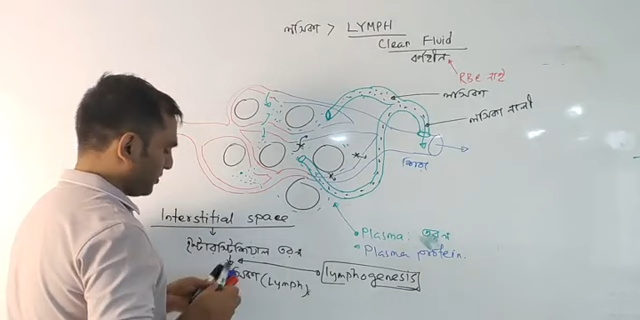 লসিকা > LYMPH
Clear Fluid
বর্ণহীন
RBC নাই
লসিকা
লসিকা নালী
শিরা
Interstitial space
ইন্টারস্টিশিয়াল তরল
(Lymph)
lymphogenesis
Plasma: তরল
Plasma protein.